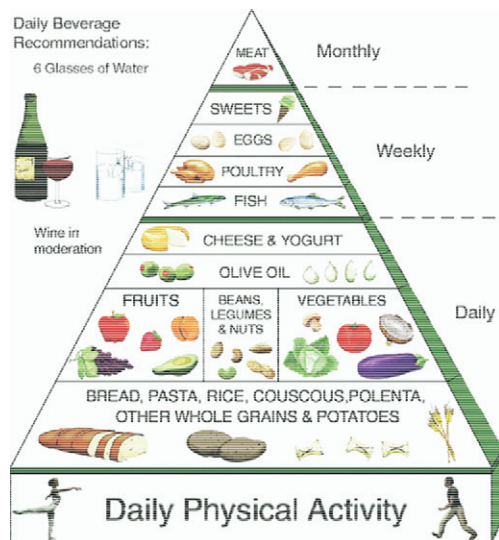 Daily Beverage
Recommendations:
6 Glasses of Water
Wine in
moderation
MEAT
Monthly
SWEETS
EGGS
POULTRY
FISH
Weekly
CHEESE & YOGURT
OLIVE OIL
FRUITS
BEANS,
LEGUMES
& NUTS
VEGETABLES
Daily
BREAD, PASTA, RICE, COUSCOUS,POLENTA,
OTHER WHOLE GRAINS & POTATOES
Daily Physical Activity